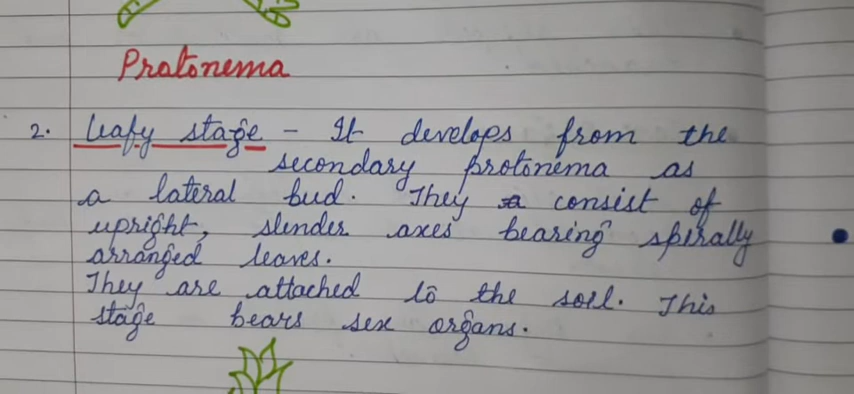 Protonema
2. Leafy stage - It develops from the
secondary protonema as
a lateral bud. They consist of
upright, slender axes bearing spirally
arranged leaves.
They are attached to the soil. This
stage bears sex organs.